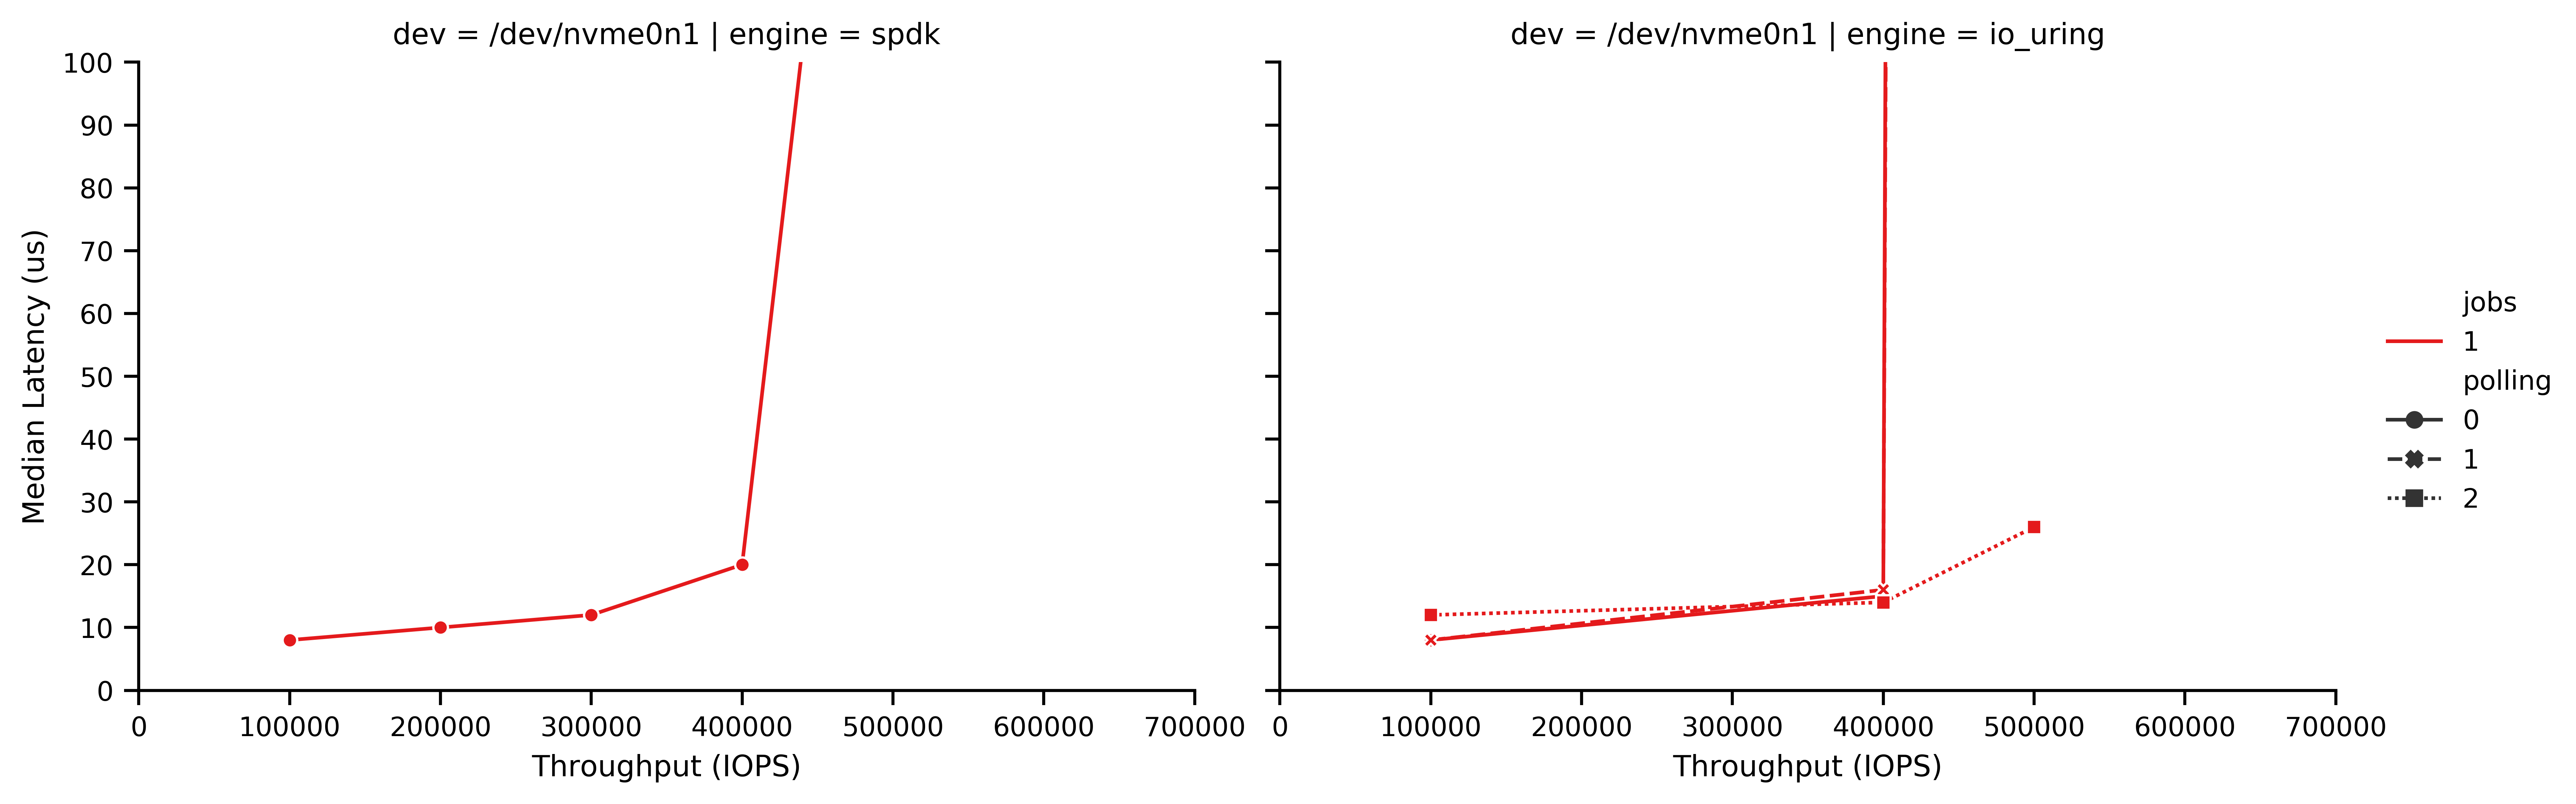 dev = /dev/nvme0n1 | engine = spdk
100
90
80
70
60
50
40
30
20
10
0
Median Latency (us)
0 100000 200000 300000 400000 500000 600000 700000
Throughput (IOPS)
dev = /dev/nvme0n1 | engine = io_uring
0 100000 200000 300000 400000 500000 600000 700000
Throughput (IOPS)
jobs
1
polling
0
1
2